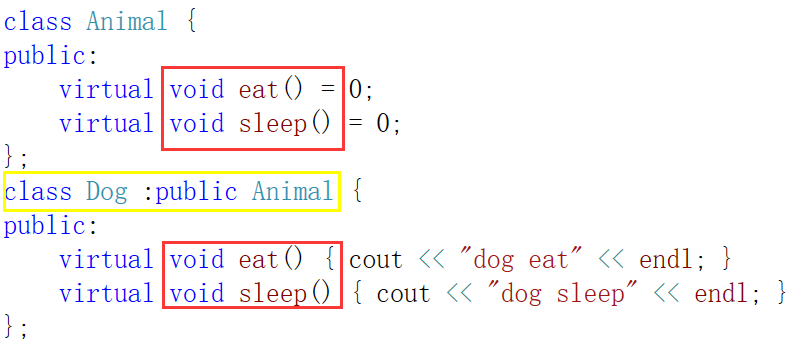 class Animal {
public:
    virtual void eat() = 0;
    virtual void sleep() = 0;
};
class Dog :public Animal {
public:
    virtual void eat() { cout << "dog eat" << endl; }
    virtual void sleep() { cout << "dog sleep" << endl; }
};